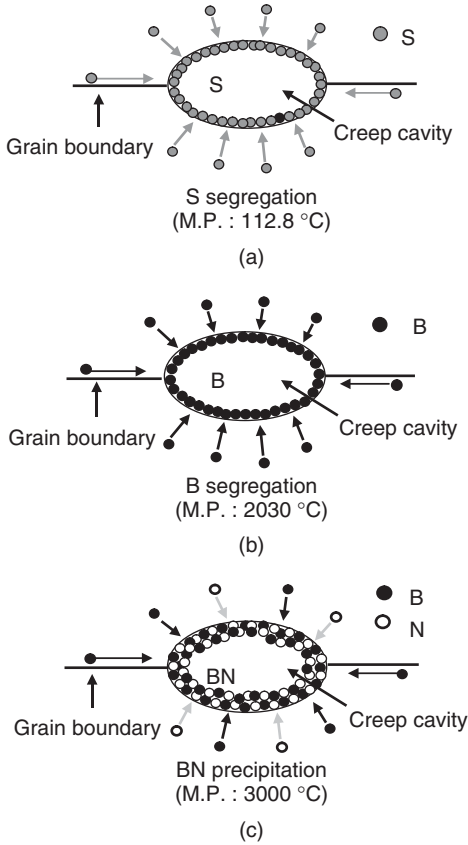 S
S
Grain boundary
Creep cavity
S segregation
(M.P. : 112.8 °C)
(a)
B
B
Grain boundary
Creep cavity
B segregation
(M.P. : 2030 °C)
(b)
B
N
BN
Grain boundary
Creep cavity
BN precipitation
(M.P. : 3000 °C)
(c)